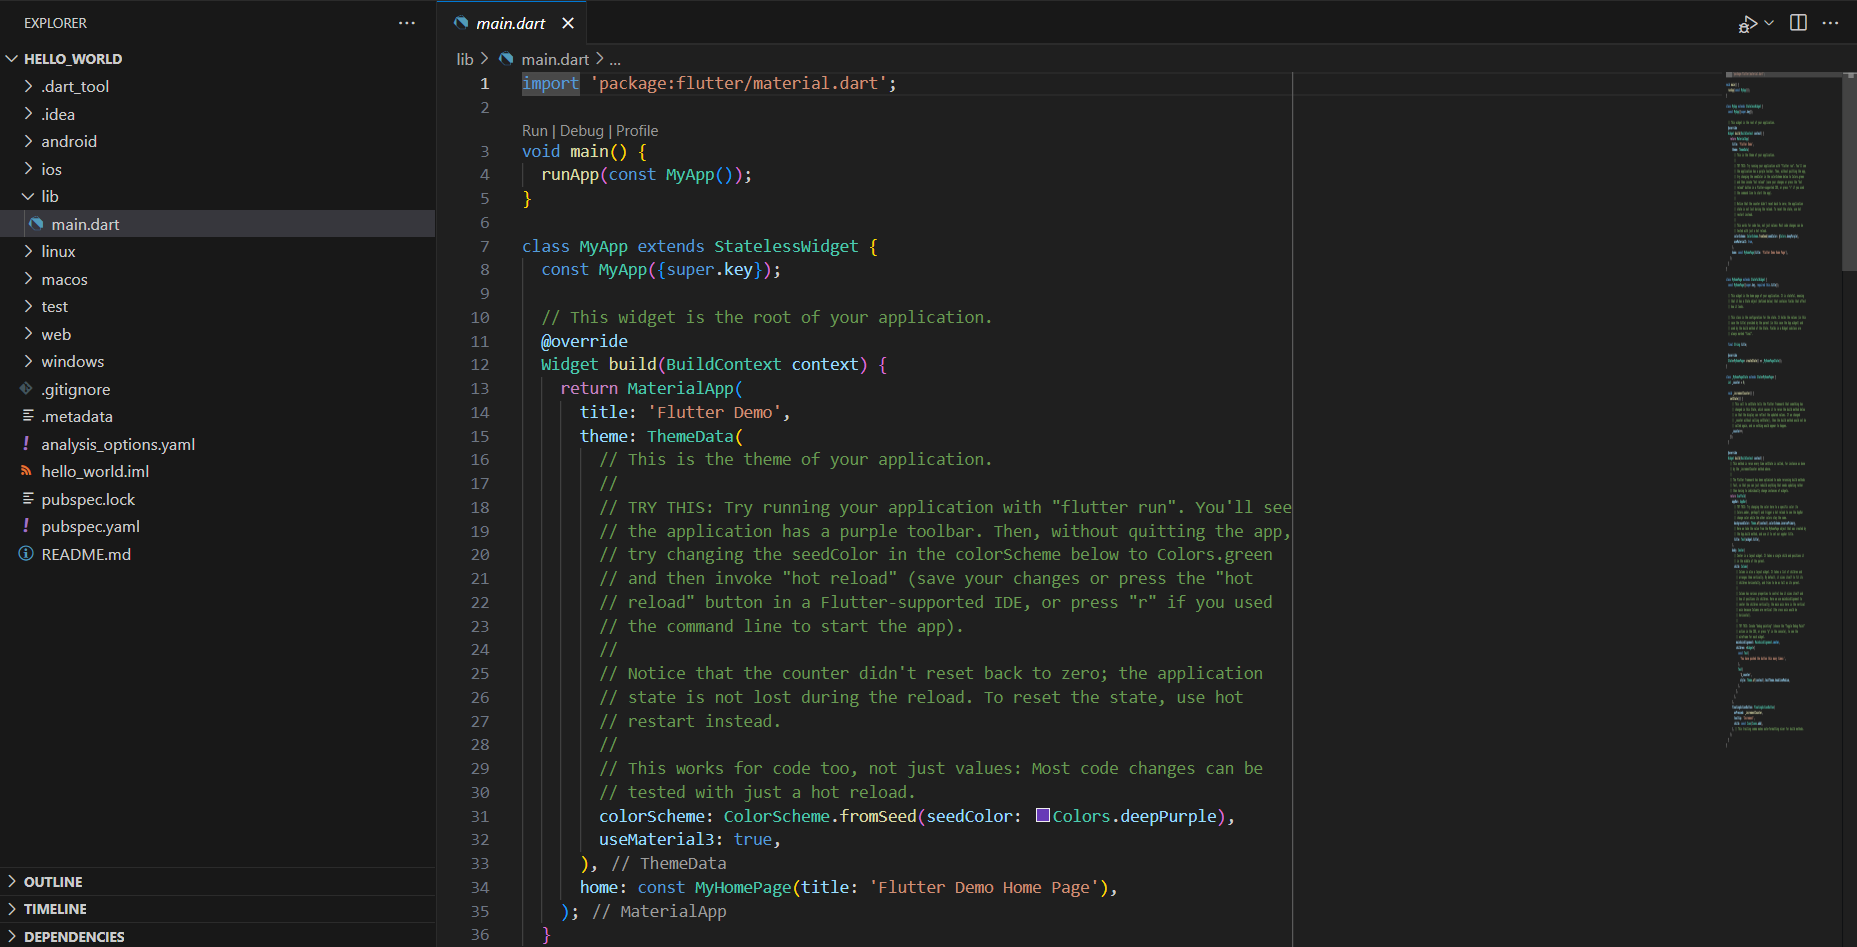 EXPLORER
HELLO_WORLD
.dart_tool
.idea
android
ios
lib
main.dart
linux
macos
test
web
windows
.gitignore
.metadata
analysis_options.yaml
hello_world.iml
pubspec.lock
pubspec.yaml
README.md
OUTLINE
TIMELINE
DEPENDENCIES
main.dart
lib > main.dart > ...
1 import 'package:flutter/material.dart';
2
Run | Debug | Profile
3 void main() {
4 runApp(const MyApp());
5 }
6
7 class MyApp extends StatelessWidget {
8 const MyApp({super.key});
9
10 // This widget is the root of your application.
11 @override
12 Widget build(BuildContext context) {
13 return MaterialApp(
14 title: 'Flutter Demo',
15 theme: ThemeData(
16 // This is the theme of your application.
17 //
18 // TRY THIS: Try running your application with "flutter run". You'll see
19 // the application has a purple toolbar. Then, without quitting the app,
20 // try changing the seedColor in the colorScheme below to Colors.green
21 // and then invoke "hot reload" (save your changes or press the "hot
22 // reload" button in a Flutter-supported IDE, or press "r" if you used
23 // the command line to start the app).
24 //
25 // Notice that the counter didn't reset back to zero; the application
26 // state is not lost during the reload. To reset the state, use hot
27 // restart instead.
28 //
29 // This works for code too, not just values: Most code changes can be
30 // tested with just a hot reload.
31 colorScheme: ColorScheme.fromSeed(seedColor: Colors.deepPurple),
32 useMaterial3: true,
33 ), // ThemeData
34 home: const MyHomePage(title: 'Flutter Demo Home Page'),
35 ); // MaterialApp
36 }